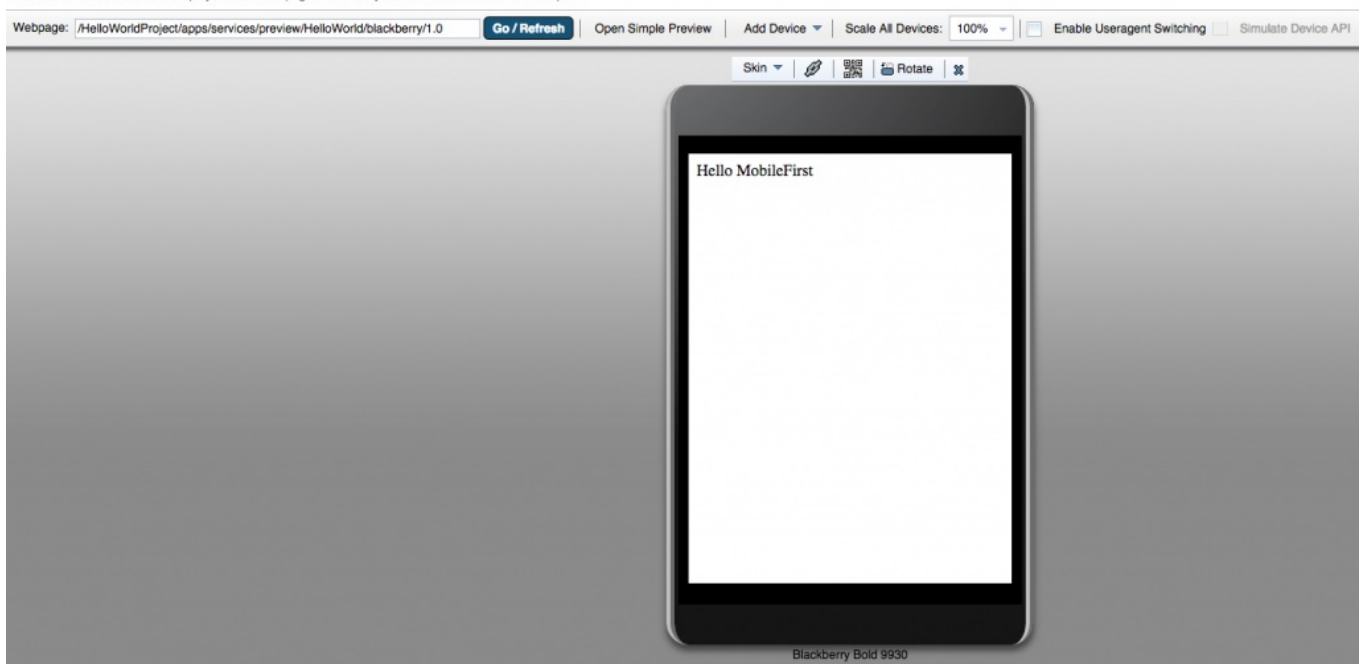 Webpage: /HelloWorldProject/apps/services/preview/HelloWorld/blackberry/1.0 Go / Refresh Open Simple Preview Add Device Scale All Devices: 100% Enable Useragent Switching Simulate Device API
Skin Rotate
Hello MobileFirst
Blackberry Bold 9930